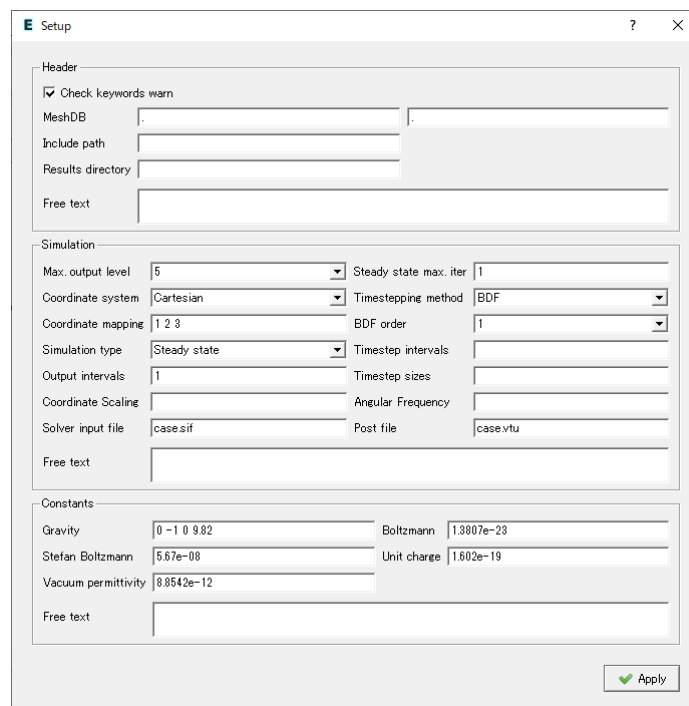 E Setup ? ×
Header
Check keywords warn
MeshDB . .
Include path
Results directory
Free text
Simulation
Max. output level 5 Steady state max. iter 1
Coordinate system Cartesian Timestepping method BDF
Coordinate mapping 1 2 3 BDF order 1
Simulation type Steady state Timestep intervals
Output intervals 1 Timestep sizes
Coordinate Scaling Angular Frequency
Solver input file case.sif Post file case.vtu
Free text
Constants
Gravity 0 -1 0 9.82 Boltzmann 1.3807e-23
Stefan Boltzmann 5.67e-08 Unit charge 1.602e-19
Vacuum permittivity 8.8542e-12
Free text
Apply